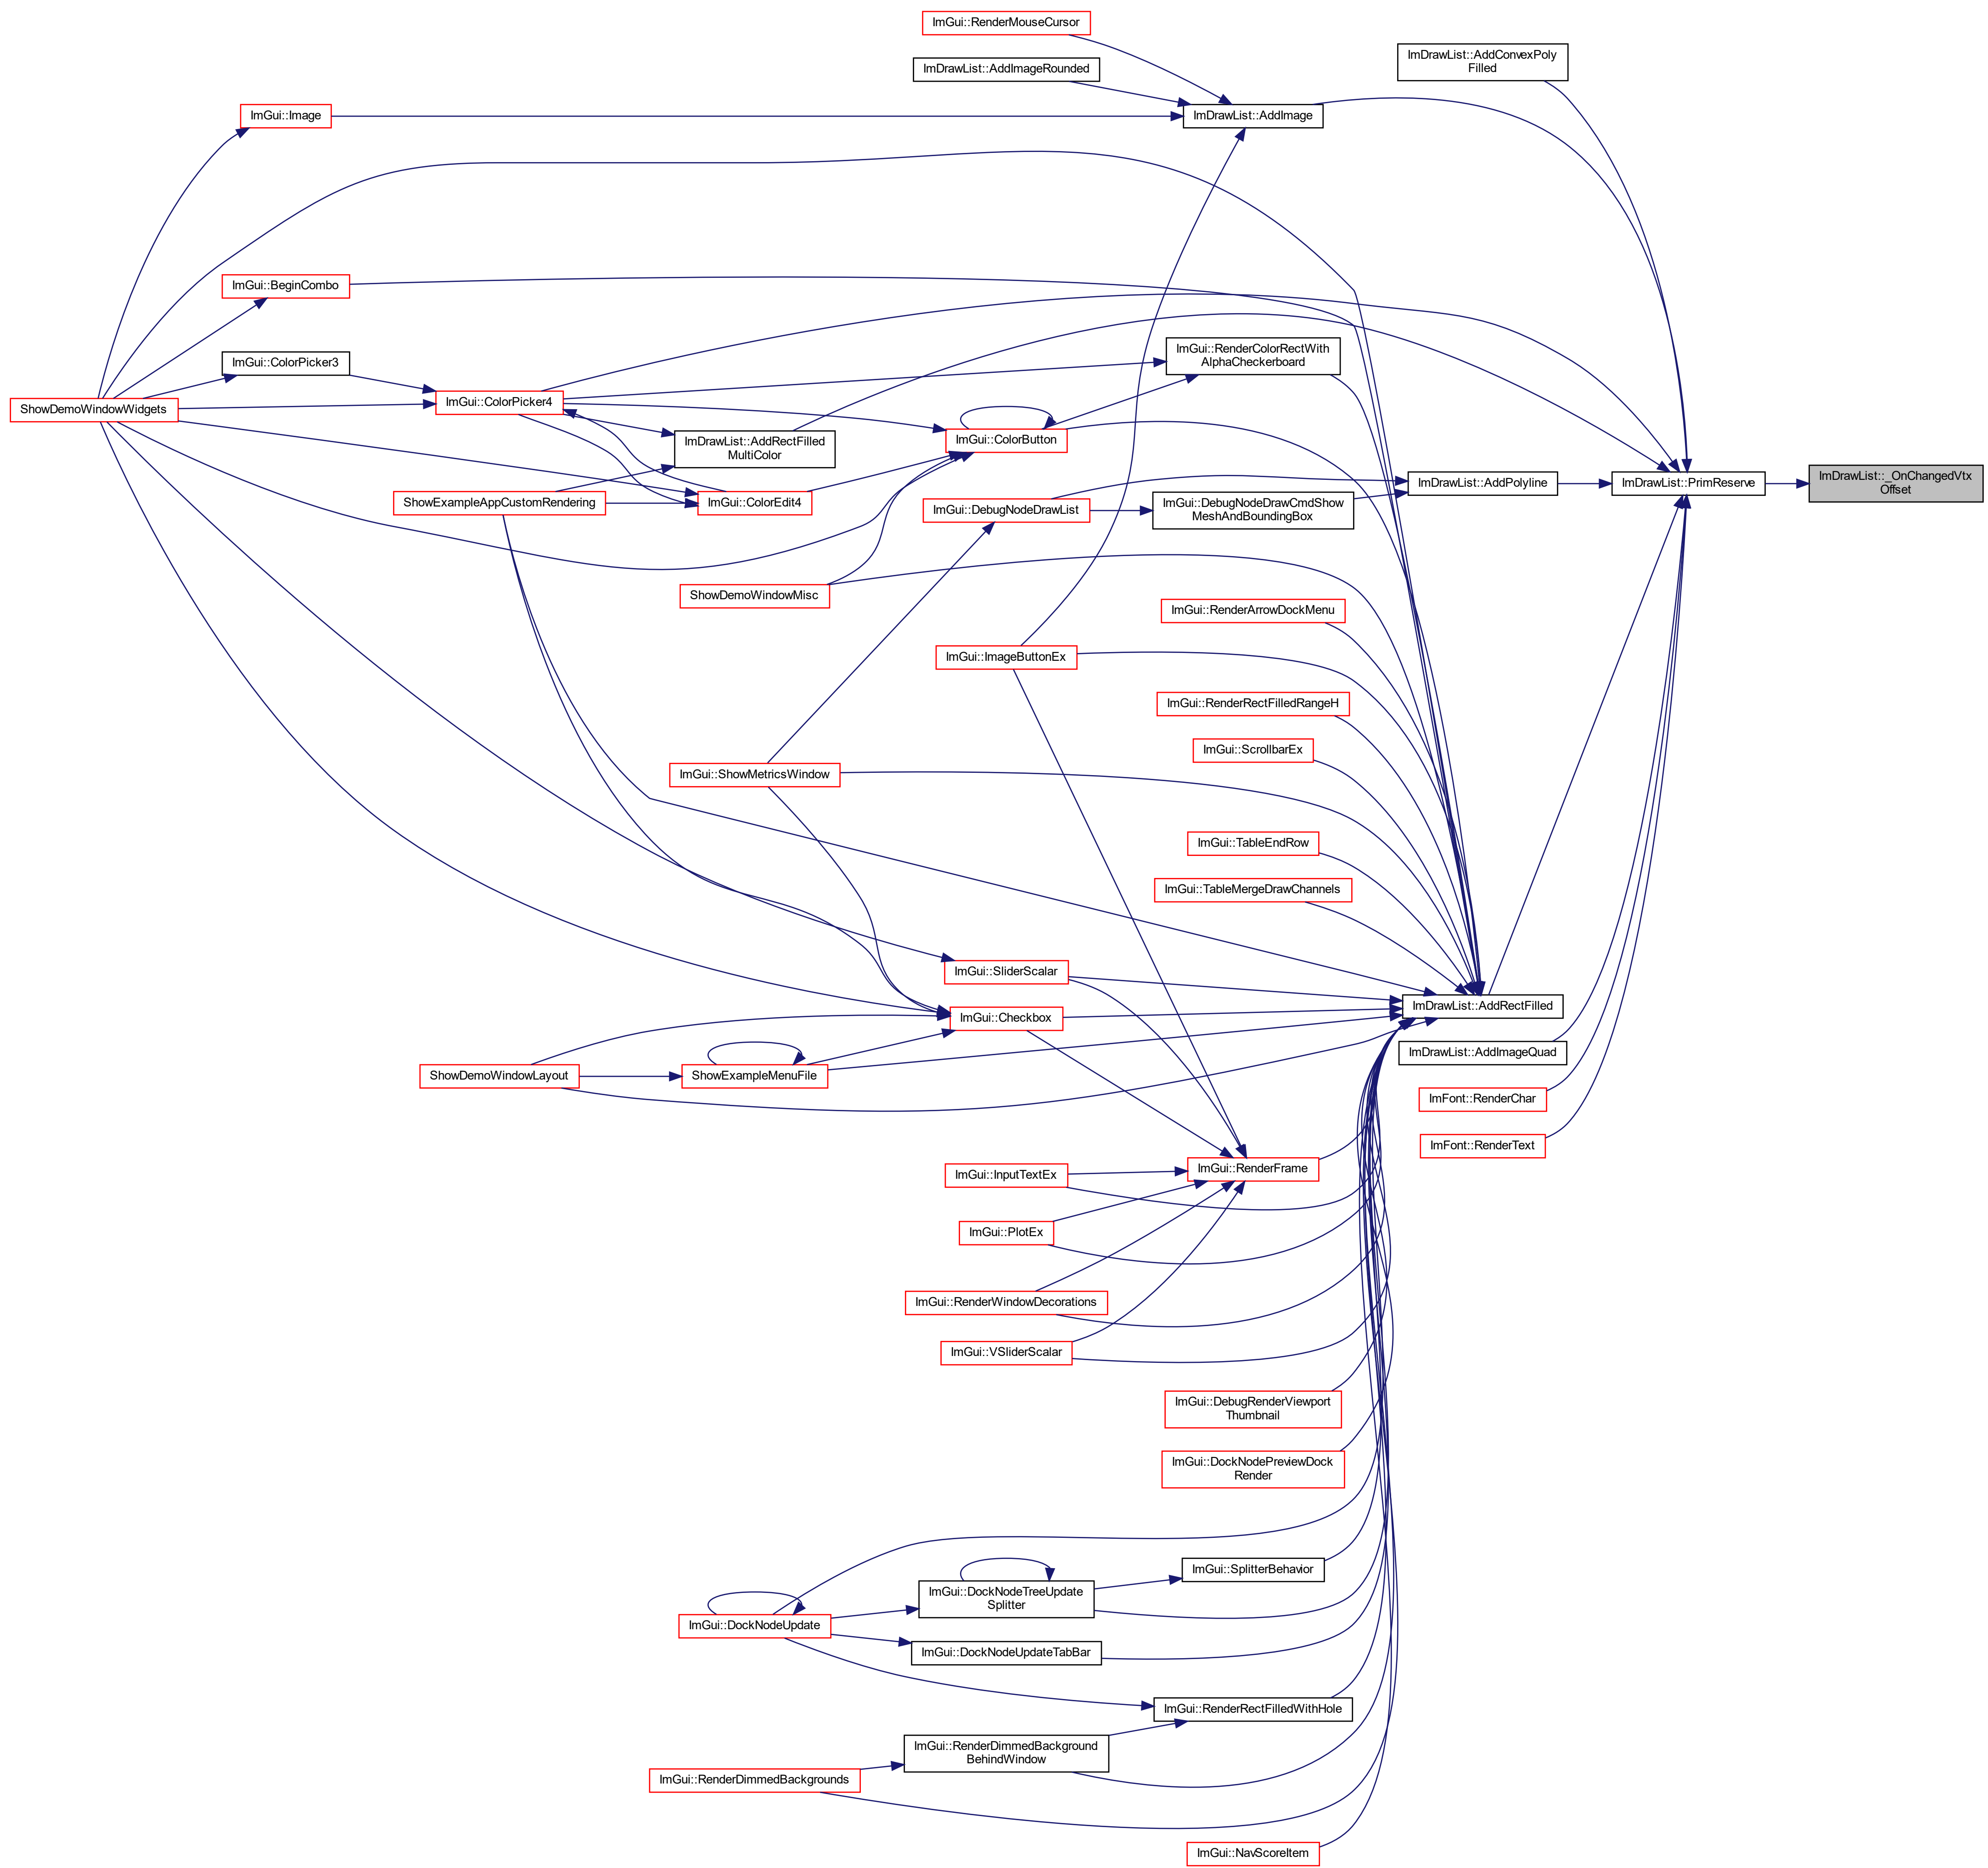 ImGui::RenderMouseCursor
ImDrawList::AddConvexPoly
Filled
ImDrawList::AddImageRounded
ImGui::Image
ImDrawList::AddImage
ImGui::BeginCombo
ImGui::RenderColorRectWith
AlphaCheckerboard
ImGui::ColorPicker3
ShowDemoWindowWidgets
ImGui::ColorPicker4
ImDrawList::AddRectFilled
MultiColor
ImGui::ColorButton
ImDrawList::AddPolyline
ImDrawList::PrimReserve
ImDrawList::_OnChangedVtx
Offset
ShowExampleAppCustomRendering
ImGui::ColorEdit4
ImGui::DebugNodeDrawList
ImGui::DebugNodeDrawCmdShow
MeshAndBoundingBox
ShowDemoWindowMisc
ImGui::RenderArrowDockMenu
ImGui::ImageButtonEx
ImGui::RenderRectFilledRangeH
ImGui::ScrollbarEx
ImGui::ShowMetricsWindow
ImGui::TableEndRow
ImGui::TableMergeDrawChannels
ImGui::SliderScalar
ImDrawList::AddRectFilled
ImGui::Checkbox
ImDrawList::AddImageQuad
ShowDemoWindowLayout
ShowExampleMenuFile
ImFont::RenderChar
ImFont::RenderText
ImGui::RenderFrame
ImGui::InputTextEx
ImGui::PlotEx
ImGui::RenderWindowDecorations
ImGui::VSliderScalar
ImGui::DebugRenderViewport
Thumbnail
ImGui::DockNodePreviewDock
Render
ImGui::SplitterBehavior
ImGui::DockNodeTreeUpdate
Splitter
ImGui::DockNodeUpdate
ImGui::DockNodeUpdateTabBar
ImGui::RenderRectFilledWithHole
ImGui::RenderDimmedBackground
BehindWindow
ImGui::RenderDimmedBackgrounds
ImGui::NavScoreItem